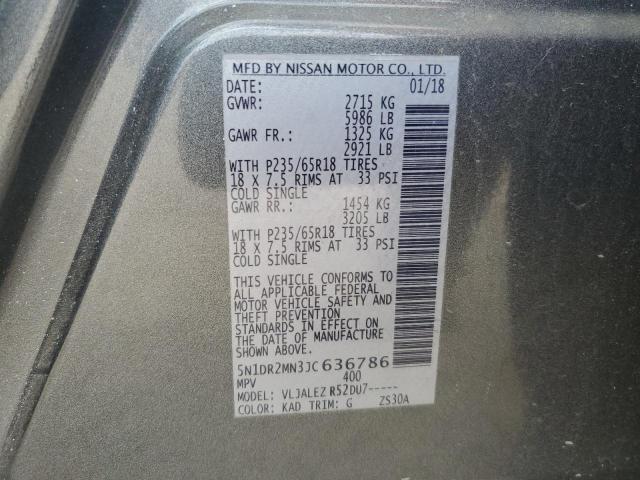 MFD BY NISSAN MOTOR CO., LTD.
DATE: 01/18
GVWR: 2715 KG
5986 LB
GAWR FR.: 1325 KG
2921 LB
WITH P235/65R18 TIRES
18 X 7.5 RIMS AT 33 PSI
COLD SINGLE
GAWR RR.: 1454 KG
3205 LB
WITH P235/65R18 TIRES
18 X 7.5 RIMS AT 33 PSI
COLD SINGLE
THIS VEHICLE CONFORMS TO
ALL APPLICABLE FEDERAL
MOTOR VEHICLE SAFETY AND
THEFT PREVENTION
STANDARDS IN EFFECT ON
THE DATE OF MANUFACTURE
SHOWN ABOVE.
5N1DR2MN3JC636786
MPV 400
MODEL: VLJALEZ R52DU7-----
COLOR: KAD TRIM: G ZS30A